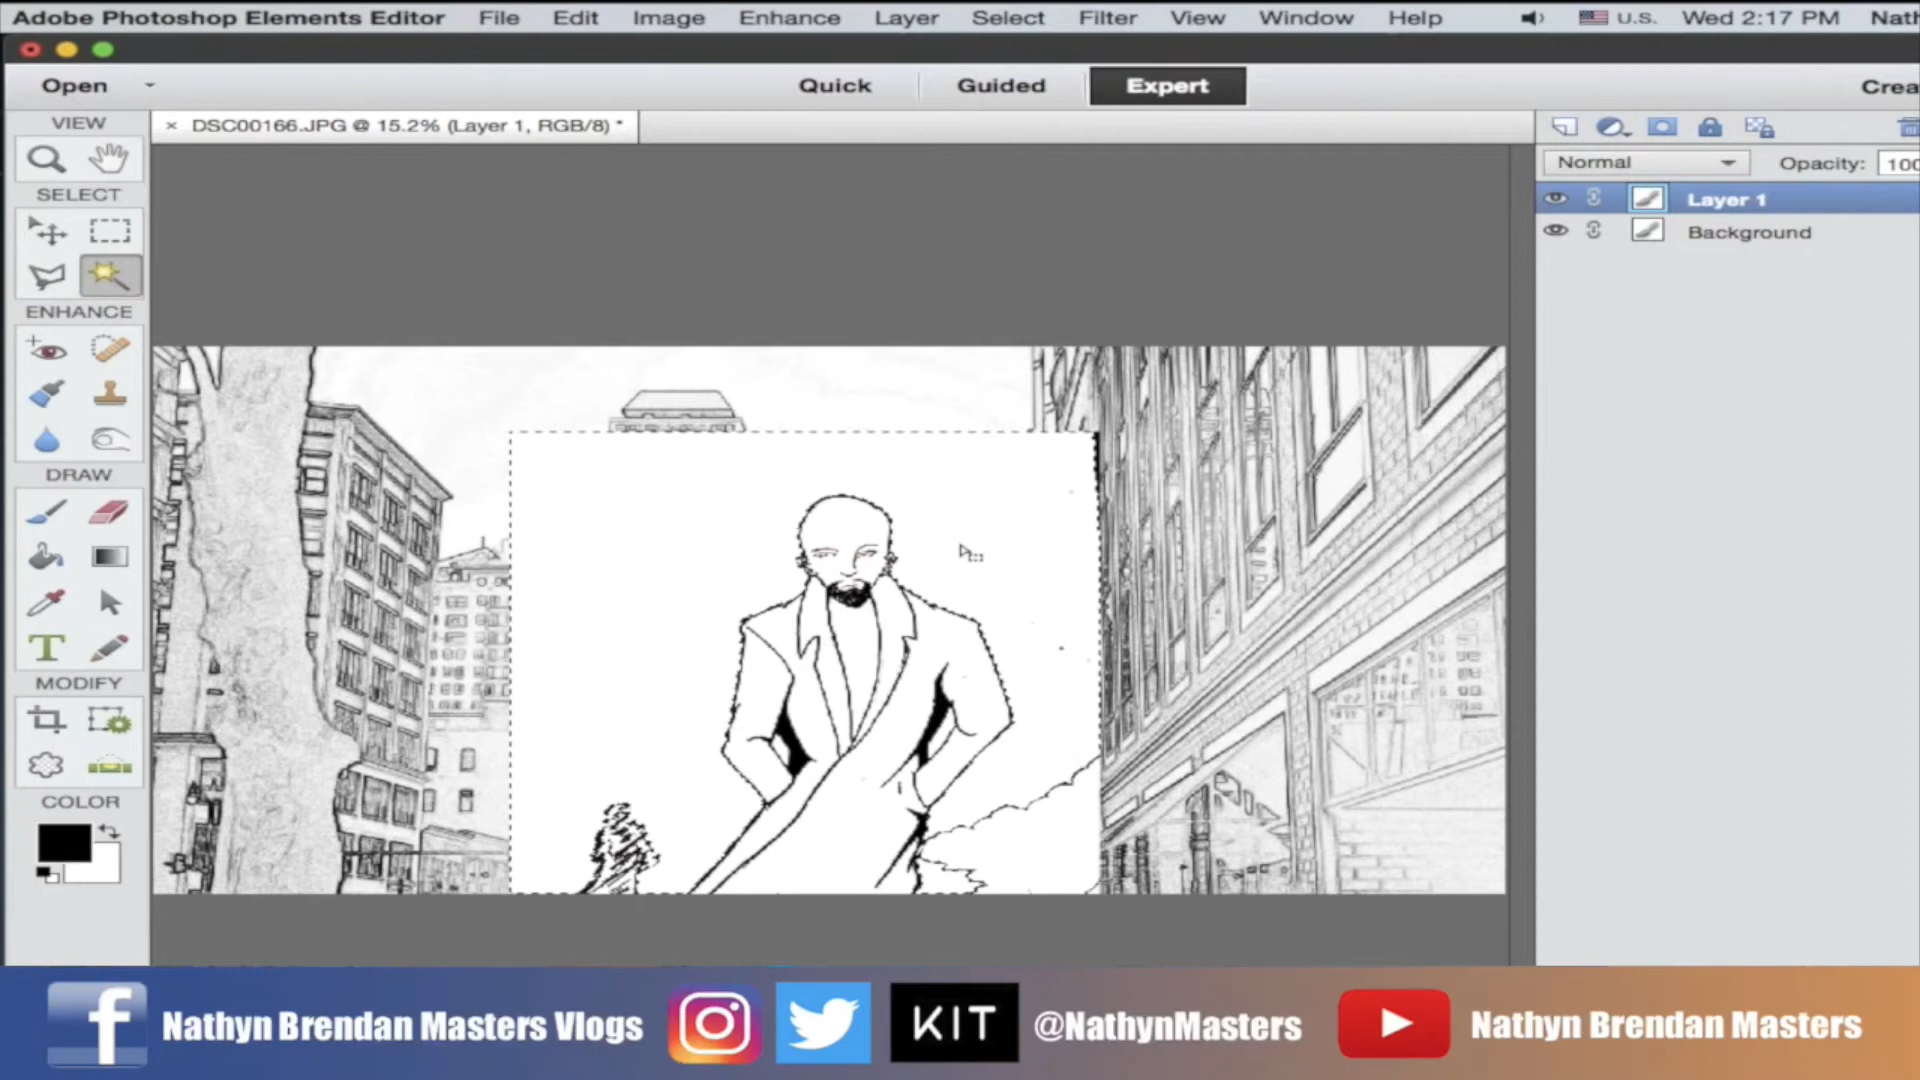 Adobe Photoshop Elements Editor File Edit Image Enhance Layer Select Filter View Window Help U.S. Wed 2:17 PM
Open Quick Guided Expert
VIEW
× DSC00166.JPG @ 15.2% (Layer 1, RGB/8) *
Normal Opacity: 100
SELECT
Layer 1
Background
ENHANCE
DRAW
T
MODIFY
COLOR
f Nathyn Brendan Masters Vlogs KIT @NathynMasters Nathyn Brendan Masters